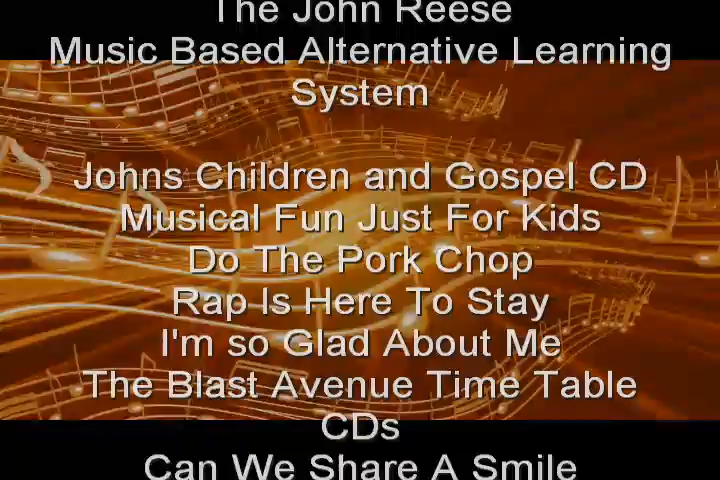 The John Reese
Music Based Alternative Learning
System
Johns Children and Gospel CD
Musical Fun Just For Kids
Do The Pork Chop
Rap Is Here To Stay
I'm so Glad About Me
The Blast Avenue Time Table
CDs
Can We Share A Smile